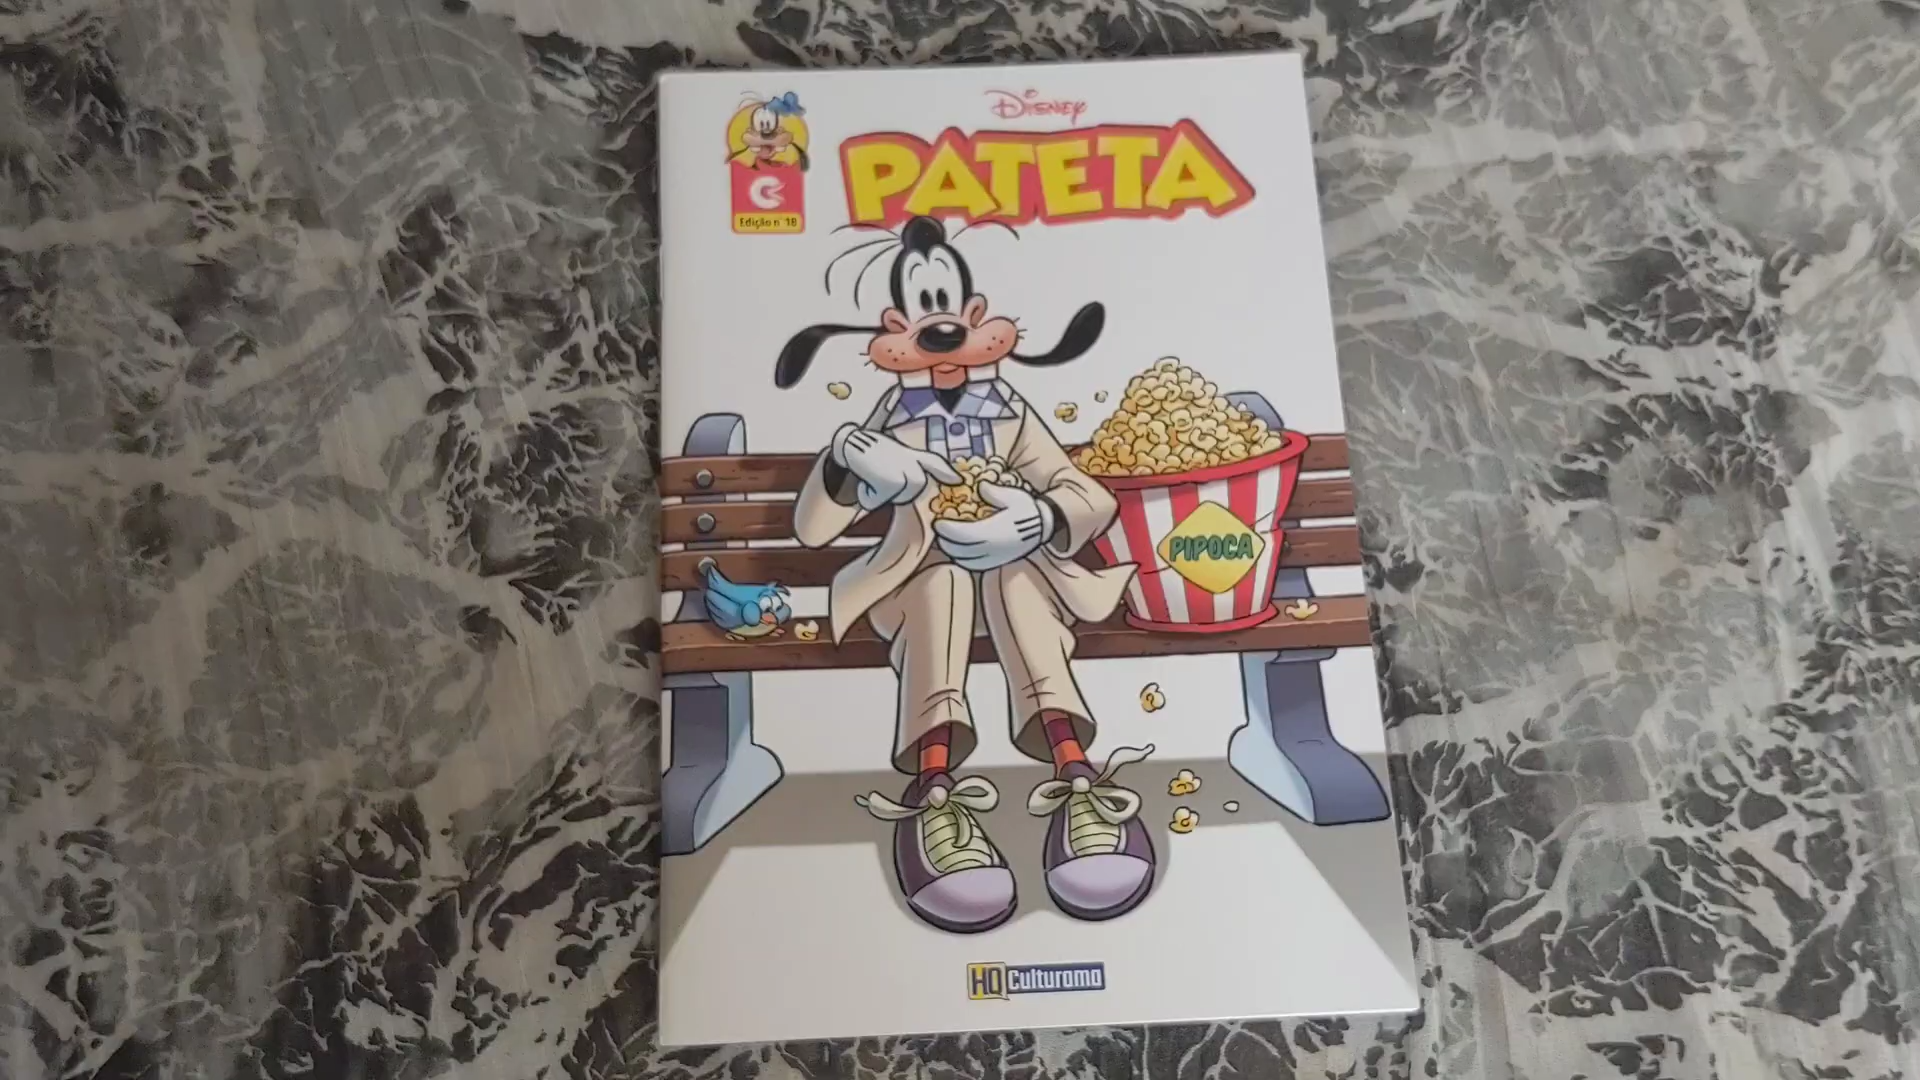 Disney
PATETA
Edição nº 18
PIPOCA
HQ Culturama